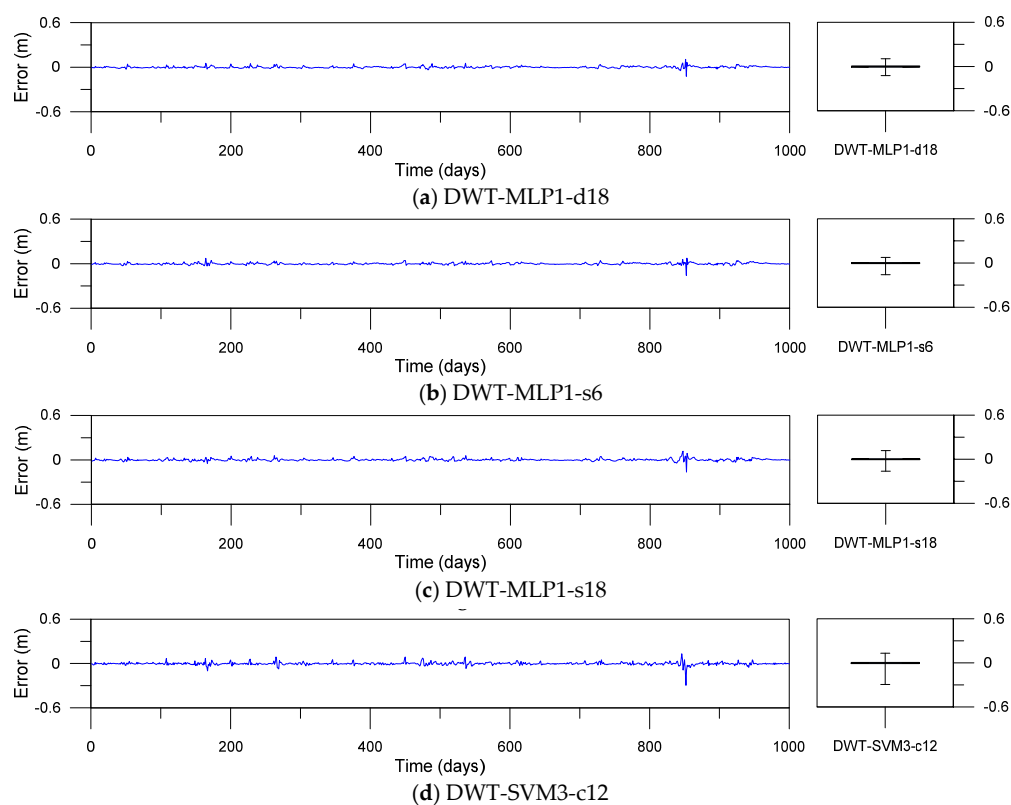 0.6
0
-0.6
Error (m)
0 200 400 600 800 1000
Time (days)
0.6
0
-0.6
DWT-MLP1-d18
(a) DWT-MLP1-d18
0.6
0
-0.6
Error (m)
0 200 400 600 800 1000
Time (days)
0.6
0
-0.6
DWT-MLP1-s6
(b) DWT-MLP1-s6
0.6
0
-0.6
Error (m)
0 200 400 600 800 1000
Time (days)
0.6
0
-0.6
DWT-MLP1-s18
(c) DWT-MLP1-s18
0.6
0
-0.6
Error (m)
0 200 400 600 800 1000
Time (days)
0.6
0
-0.6
DWT-SVM3-c12
(d) DWT-SVM3-c12